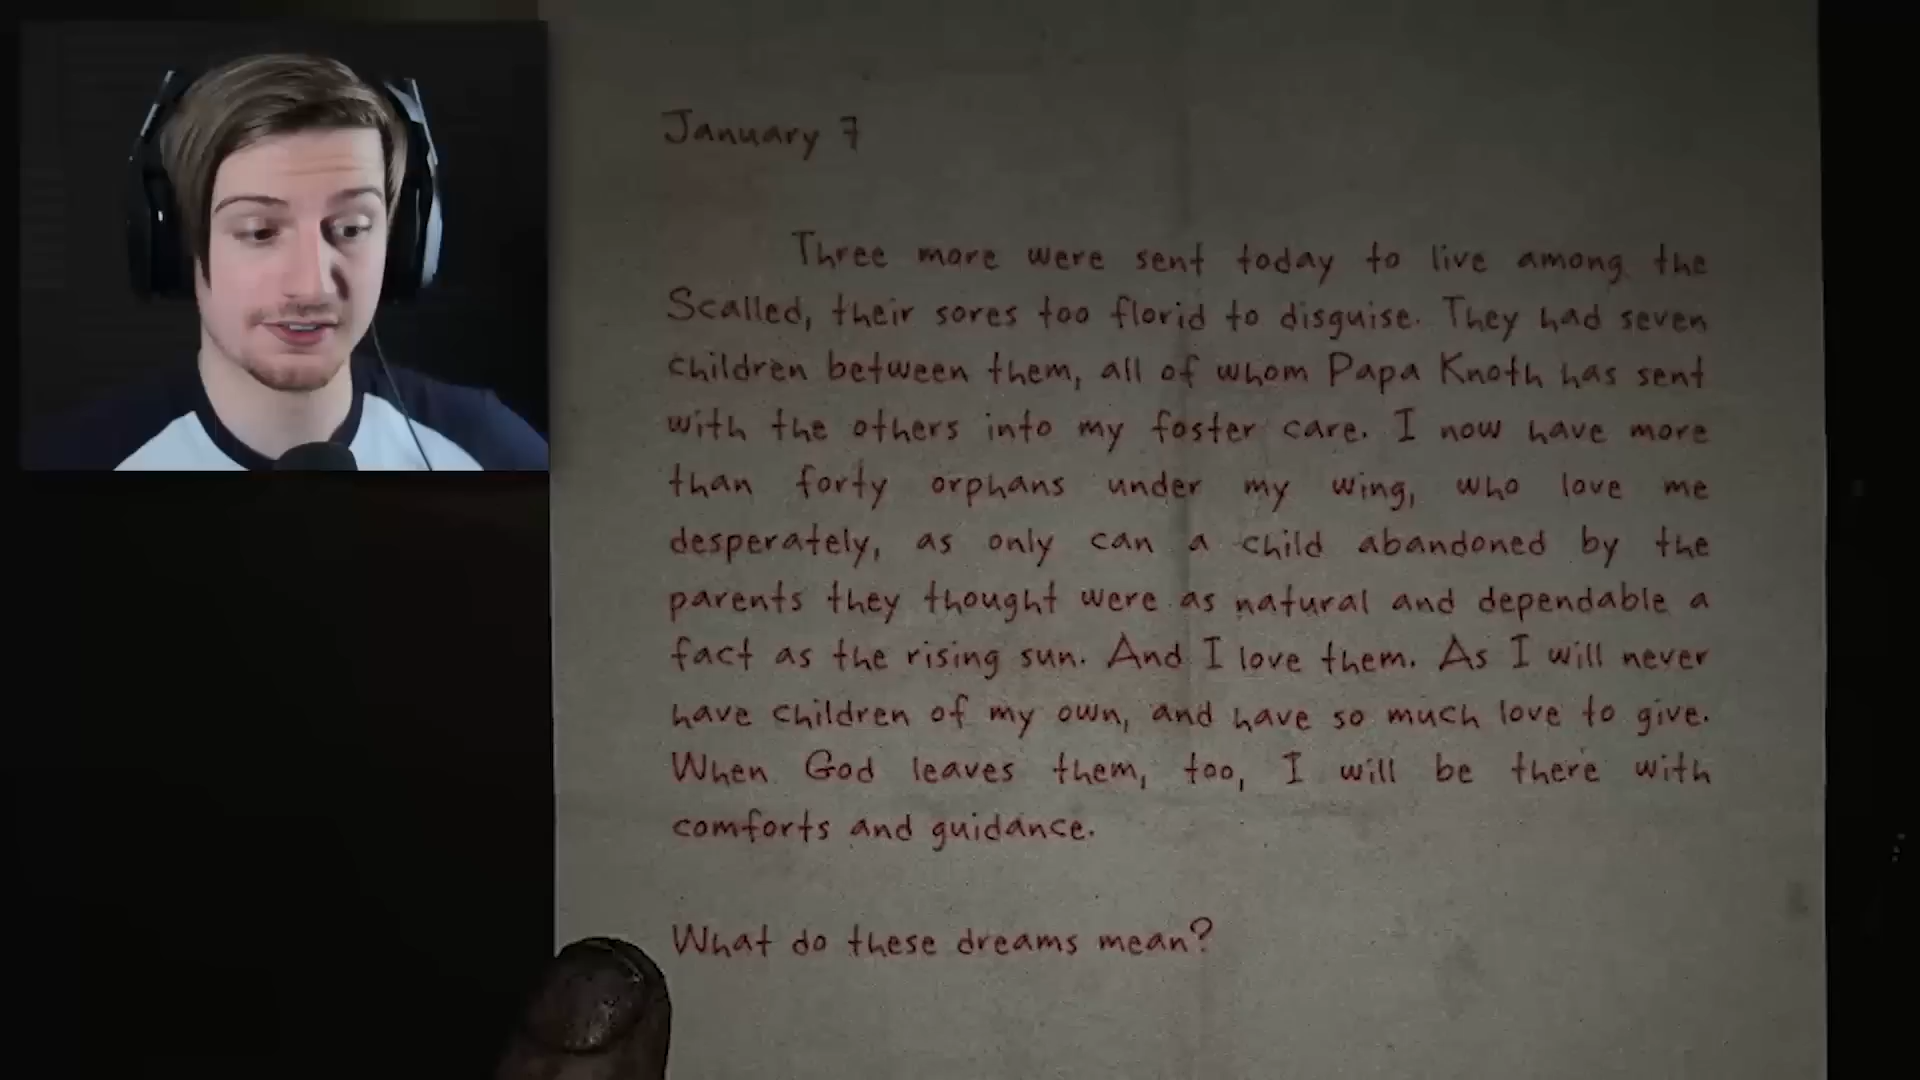 January 7
Three more were sent today to live among the
Scalled, their sores too florid to disguise. They had seven
children between them, all of whom Papa Knoth has sent
with the others into my foster care. I now have more
than forty orphans under my wing, who love me
desperately, as only can a child abandoned by the
parents they thought were as natural and dependable a
fact as the rising sun. And I love them. As I will never
have children of my own, and have so much love to give.
When God leaves them, too, I will be there with
comforts and guidance.
What do these dreams mean?